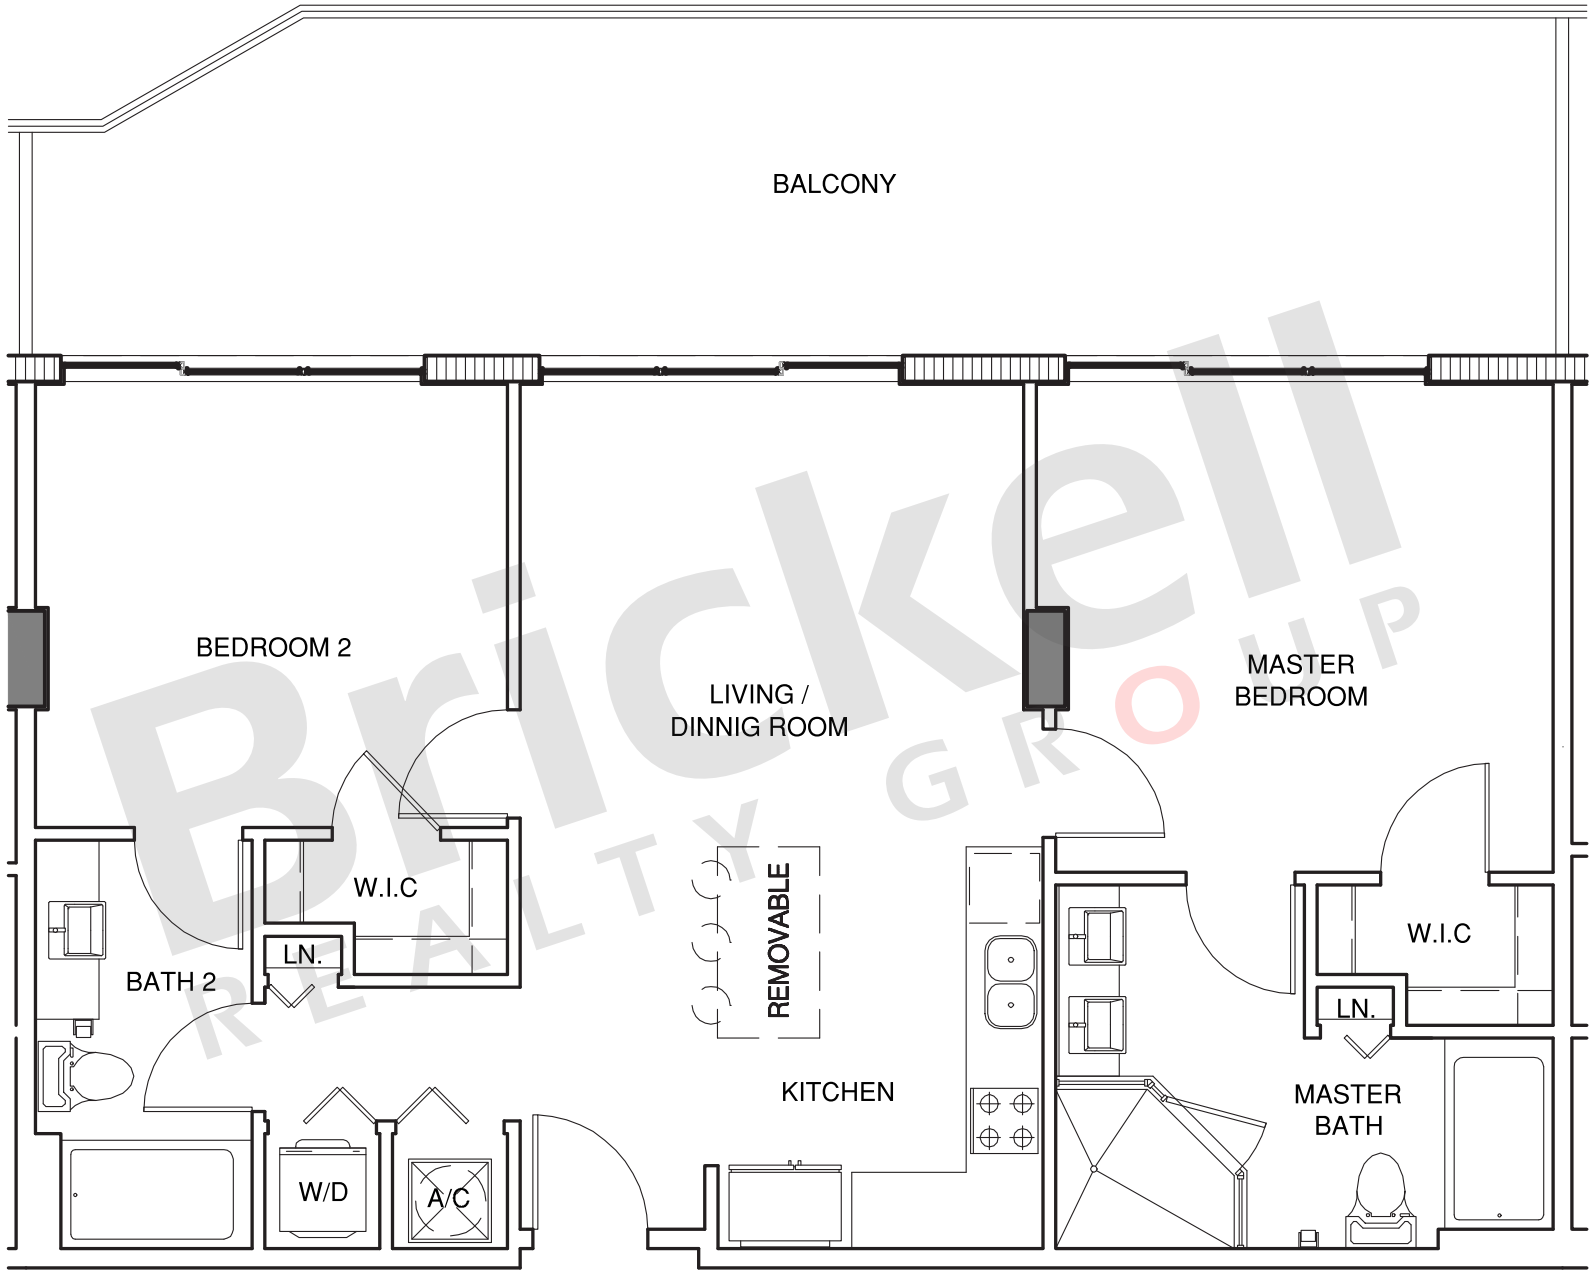 BALCONY
BEDROOM 2
LIVING /
DINNIG ROOM
MASTER
BEDROOM
Brickell
REALTY GROUP
W.I.C
LN.
BATH 2
REMOVABLE
W.I.C
LN.
KITCHEN
MASTER
BATH
W/D
A/C